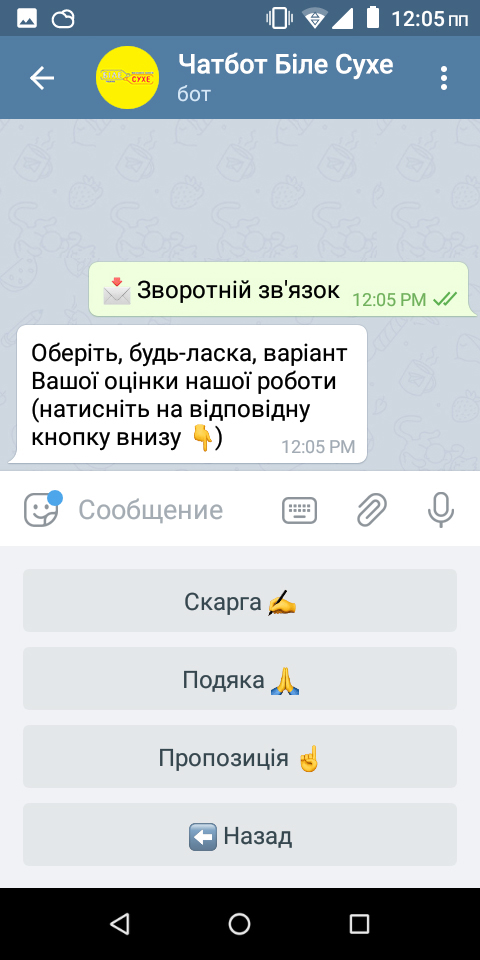 12:05 пп
Чатбот Біле Сухе
бот
📩 Зворотній зв'язок 12:05 PM
Оберіть, будь-ласка, варіант
Вашої оцінки нашої роботи
(натисніть на відповідну
кнопку внизу 👇)
12:05 PM
Сообщение
Скарга ✍
Подяка 🙏
Пропозиція ☝
⬅ Назад